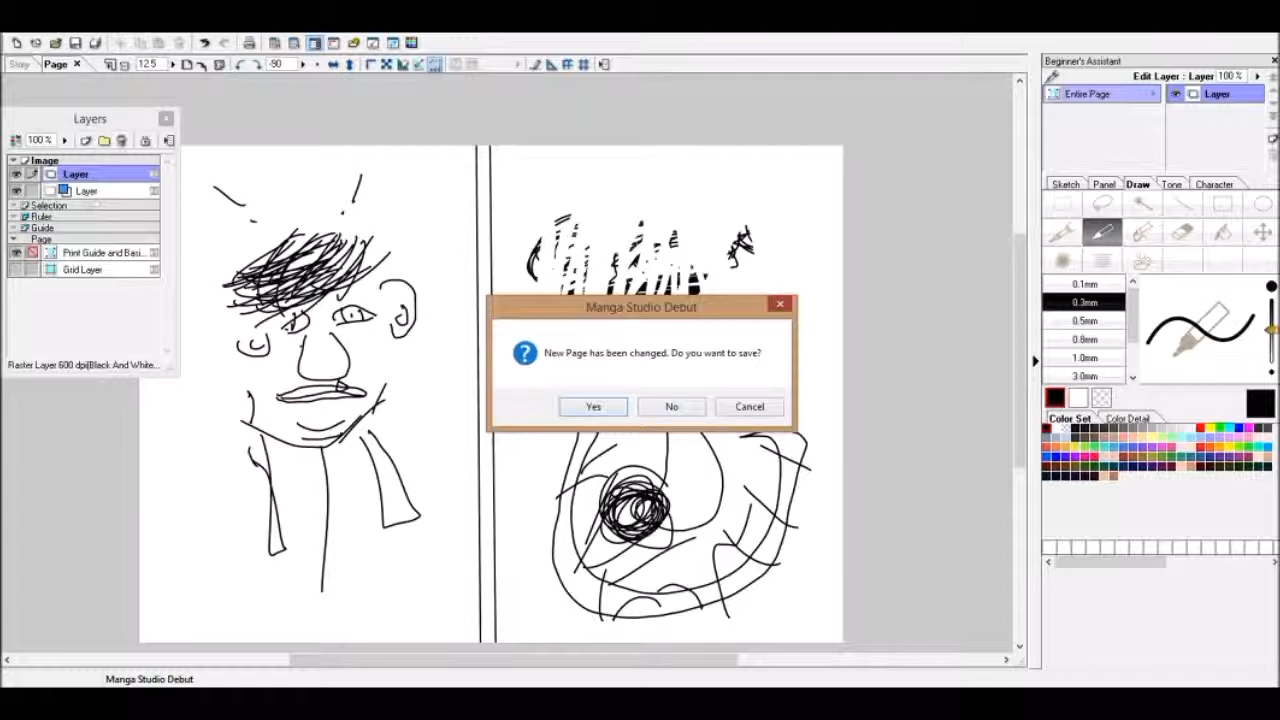 Story
Page
12.5
-90
Layers
100 %
Image
Layer
Layer
Selection
Ruler
Guide
Page
Print Guide and Basi...
Grid Layer
Raster Layer 600 dpi(Black And White...
Manga Studio Debut
New Page has been changed. Do you want to save?
Yes
No
Cancel
Beginner's Assistant
Edit Layer : Layer 100 %
Entire Page
Layer
Sketch Panel Draw Tone Character
0.1mm
0.3mm
0.5mm
0.8mm
1.0mm
3.0mm
Color Set Color Detail
Manga Studio Debut